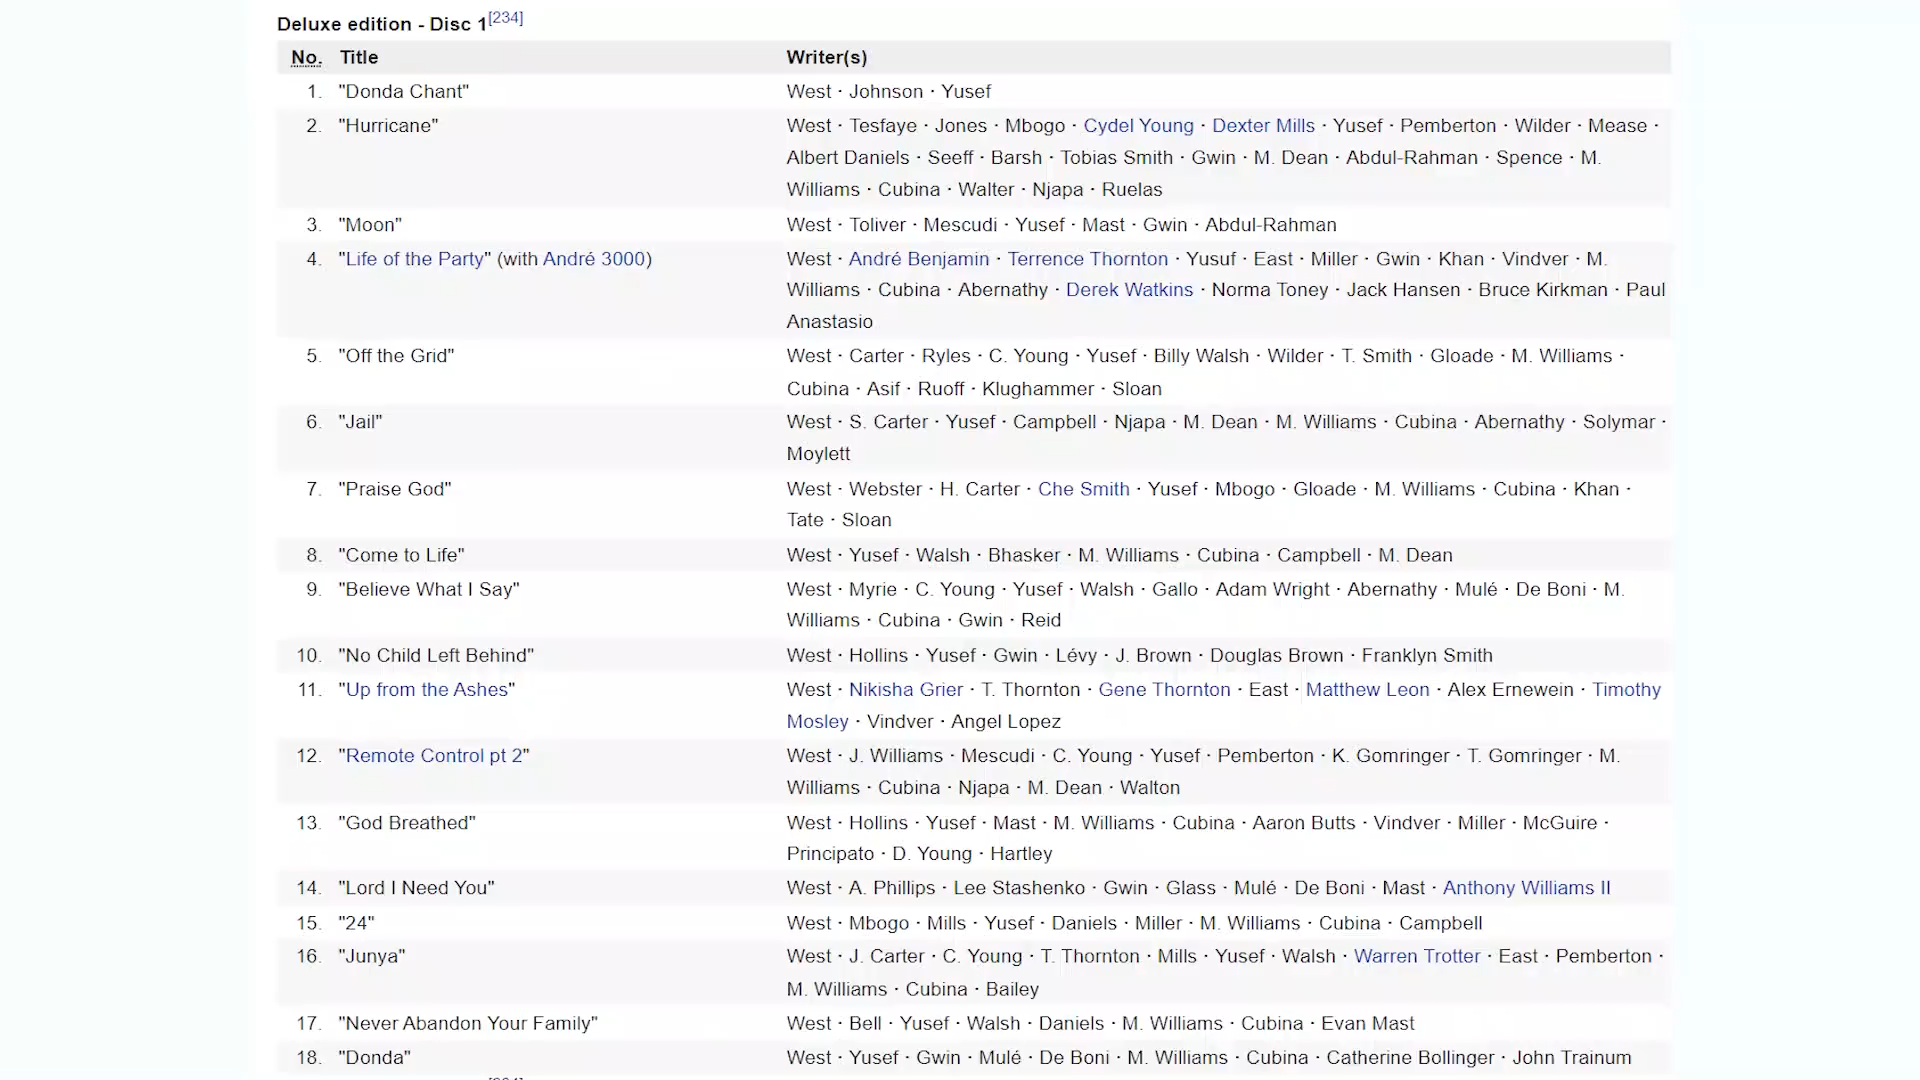 Deluxe edition - Disc 1[234]
No. Title Writer(s)
1. "Donda Chant" West · Johnson · Yusef
2. "Hurricane" West · Tesfaye · Jones · Mbogo · Cydel Young · Dexter Mills · Yusef · Pemberton · Wilder · Mease ·
Albert Daniels · Seeff · Barsh · Tobias Smith · Gwin · M. Dean · Abdul-Rahman · Spence · M.
Williams · Cubina · Walter · Njapa · Ruelas
3. "Moon" West · Toliver · Mescudi · Yusef · Mast · Gwin · Abdul-Rahman
4. "Life of the Party" (with André 3000) West · André Benjamin · Terrence Thornton · Yusuf · East · Miller · Gwin · Khan · Vindver · M.
Williams · Cubina · Abernathy · Derek Watkins · Norma Toney · Jack Hansen · Bruce Kirkman · Paul
Anastasio
5. "Off the Grid" West · Carter · Ryles · C. Young · Yusef · Billy Walsh · Wilder · T. Smith · Gloade · M. Williams ·
Cubina · Asif · Ruoff · Klughammer · Sloan
6. "Jail" West · S. Carter · Yusef · Campbell · Njapa · M. Dean · M. Williams · Cubina · Abernathy · Solymar ·
Moylett
7. "Praise God" West · Webster · H. Carter · Che Smith · Yusef · Mbogo · Gloade · M. Williams · Cubina · Khan ·
Tate · Sloan
8. "Come to Life" West · Yusef · Walsh · Bhasker · M. Williams · Cubina · Campbell · M. Dean
9. "Believe What I Say" West · Myrie · C. Young · Yusef · Walsh · Gallo · Adam Wright · Abernathy · Mulé · De Boni · M.
Williams · Cubina · Gwin · Reid
10. "No Child Left Behind" West · Hollins · Yusef · Gwin · Lévy · J. Brown · Douglas Brown · Franklyn Smith
11. "Up from the Ashes" West · Nikisha Grier · T. Thornton · Gene Thornton · East · Matthew Leon · Alex Ernewein · Timothy
Mosley · Vindver · Angel Lopez
12. "Remote Control pt 2" West · J. Williams · Mescudi · C. Young · Yusef · Pemberton · K. Gomringer · T. Gomringer · M.
Williams · Cubina · Njapa · M. Dean · Walton
13. "God Breathed" West · Hollins · Yusef · Mast · M. Williams · Cubina · Aaron Butts · Vindver · Miller · McGuire ·
Principato · D. Young · Hartley
14. "Lord I Need You" West · A. Phillips · Lee Stashenko · Gwin · Glass · Mulé · De Boni · Mast · Anthony Williams II
15. "24" West · Mbogo · Mills · Yusef · Daniels · Miller · M. Williams · Cubina · Campbell
16. "Junya" West · J. Carter · C. Young · T. Thornton · Mills · Yusef · Walsh · Warren Trotter · East · Pemberton ·
M. Williams · Cubina · Bailey
17. "Never Abandon Your Family" West · Bell · Yusef · Walsh · Daniels · M. Williams · Cubina · Evan Mast
18. "Donda" West · Yusef · Gwin · Mulé · De Boni · M. Williams · Cubina · Catherine Bollinger · John Trainum